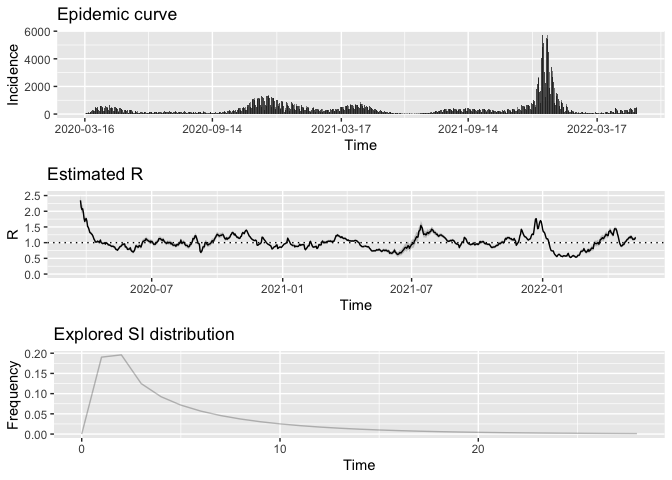 Epidemic curve
Incidence
6000
4000
2000
0
2020-03-16 2020-09-14 2021-03-17 2021-09-14 2022-03-17
Time
Estimated R
R
2.5
2.0
1.5
1.0
0.5
0.0
2020-07 2021-01 2021-07 2022-01
Time
Explored SI distribution
Frequency
0.20
0.15
0.10
0.05
0.00
0 10 20
Time